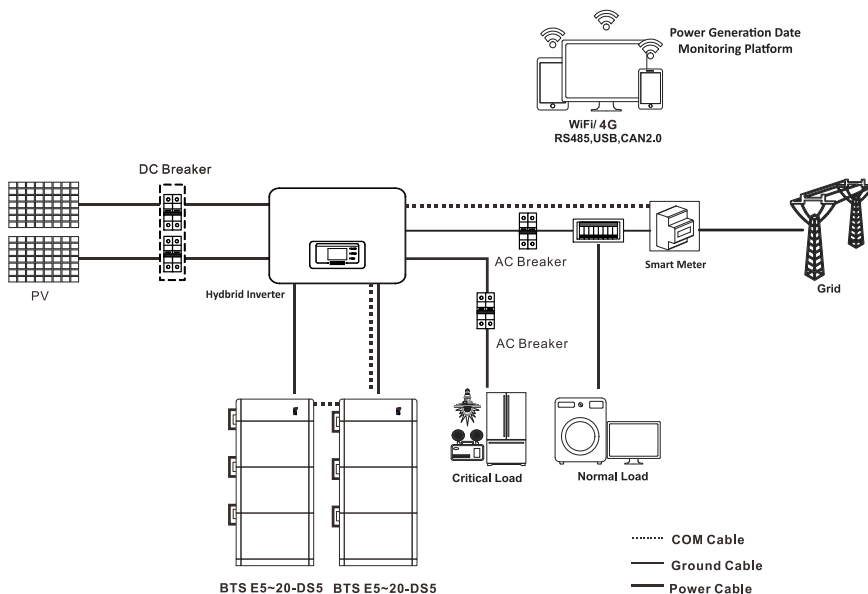 Power Generation Date
Monitoring Platform
WiFi/ 4G
RS485,USB,CAN2.0
DC Breaker
PV
Hydbrid Inverter
AC Breaker
Smart Meter
Grid
AC Breaker
Critical Load
Normal Load
BTS E5~20-DS5 BTS E5~20-DS5
COM Cable
Ground Cable
Power Cable